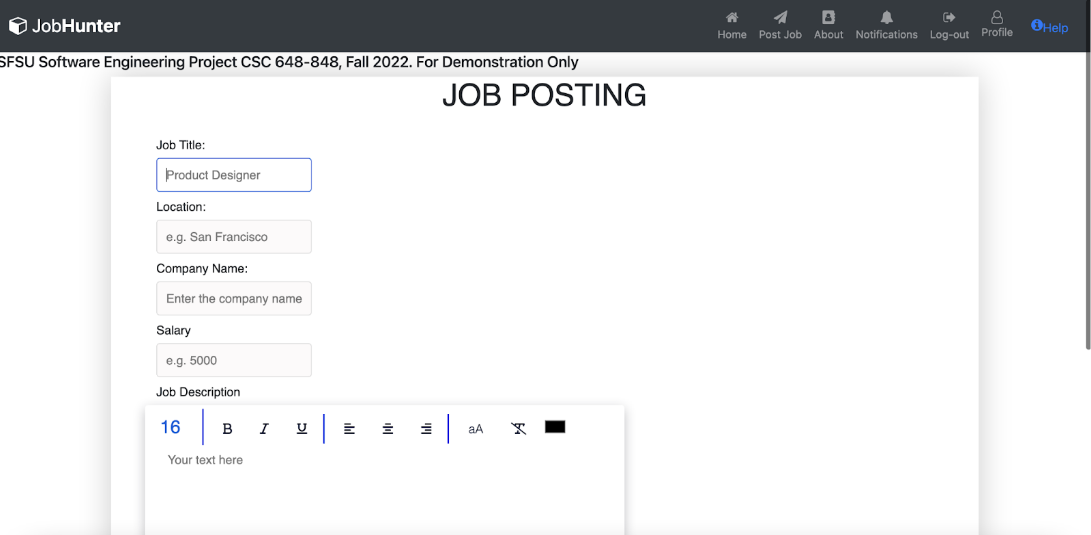 JobHunter
Home Post Job About Notifications Log-out Profile Help
SFSU Software Engineering Project CSC 648-848, Fall 2022. For Demonstration Only
JOB POSTING
Job Title:
Product Designer
Location:
e.g. San Francisco
Company Name:
Enter the company name
Salary
e.g. 5000
Job Description
16 B I U aA T
Your text here